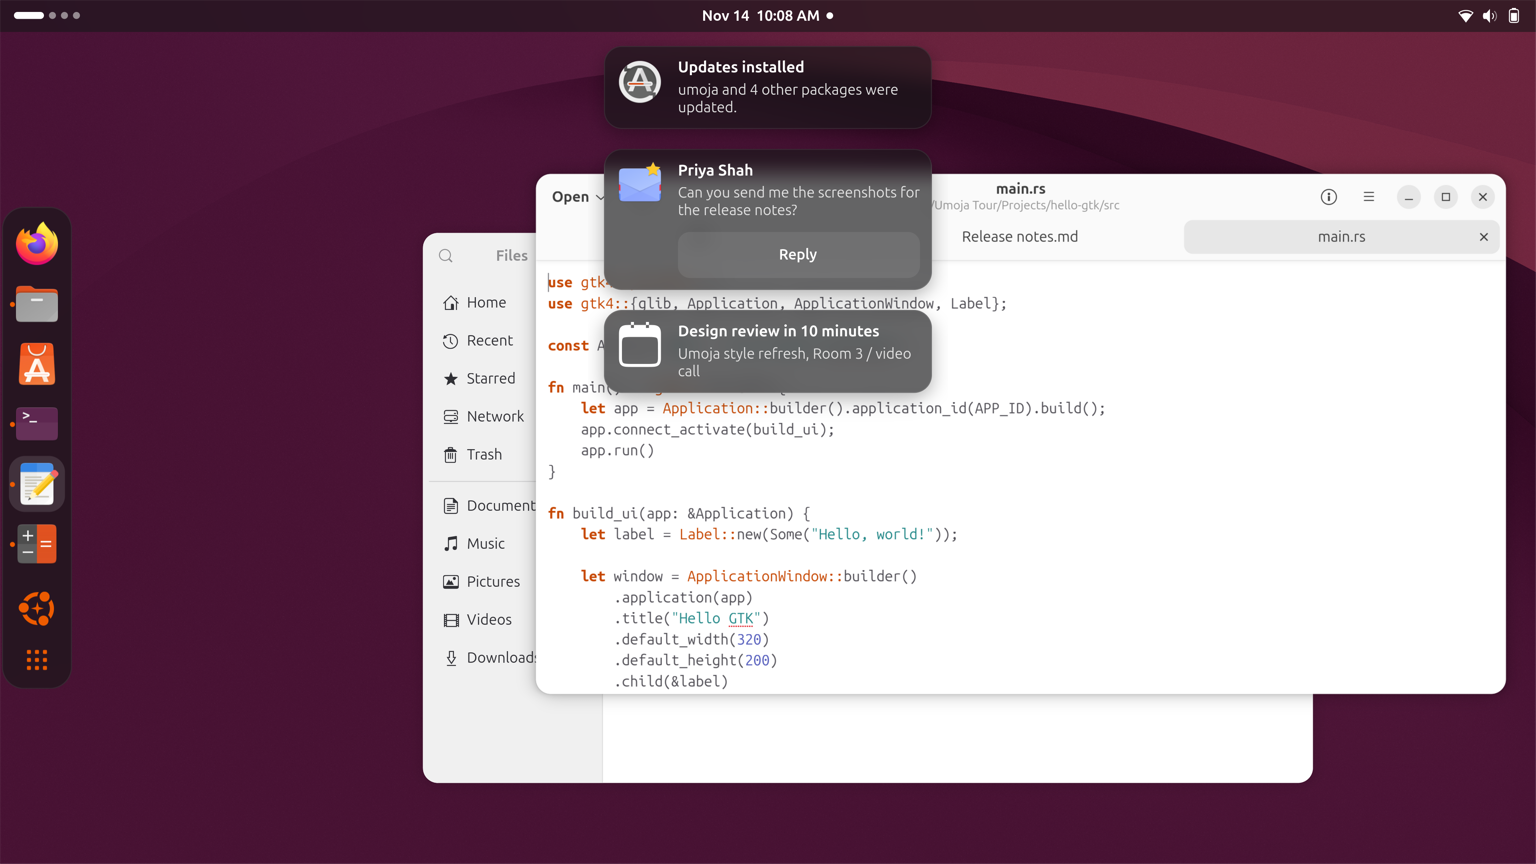 Nov 14 10:08 AM
Updates installed
umoja and 4 other packages were
updated.
Priya Shah
Can you send me the screenshots for
the release notes?
Reply
Design review in 10 minutes
Umoja style refresh, Room 3 / video
call
Open
main.rs
/Umoja Tour/Projects/hello-gtk/src
Release notes.md
main.rs
use gtk4
use gtk4::{glib, Application, ApplicationWindow, Label};
const A
fn main()
{
    let app = Application::builder().application_id(APP_ID).build();
    app.connect_activate(build_ui);
    app.run()
}
fn build_ui(app: &Application) {
    let label = Label::new(Some("Hello, world!"));
    let window = ApplicationWindow::builder()
        .application(app)
        .title("Hello GTK")
        .default_width(320)
        .default_height(200)
        .child(&label)
Files
Home
Recent
Starred
Network
Trash
Document
Music
Pictures
Videos
Downloads